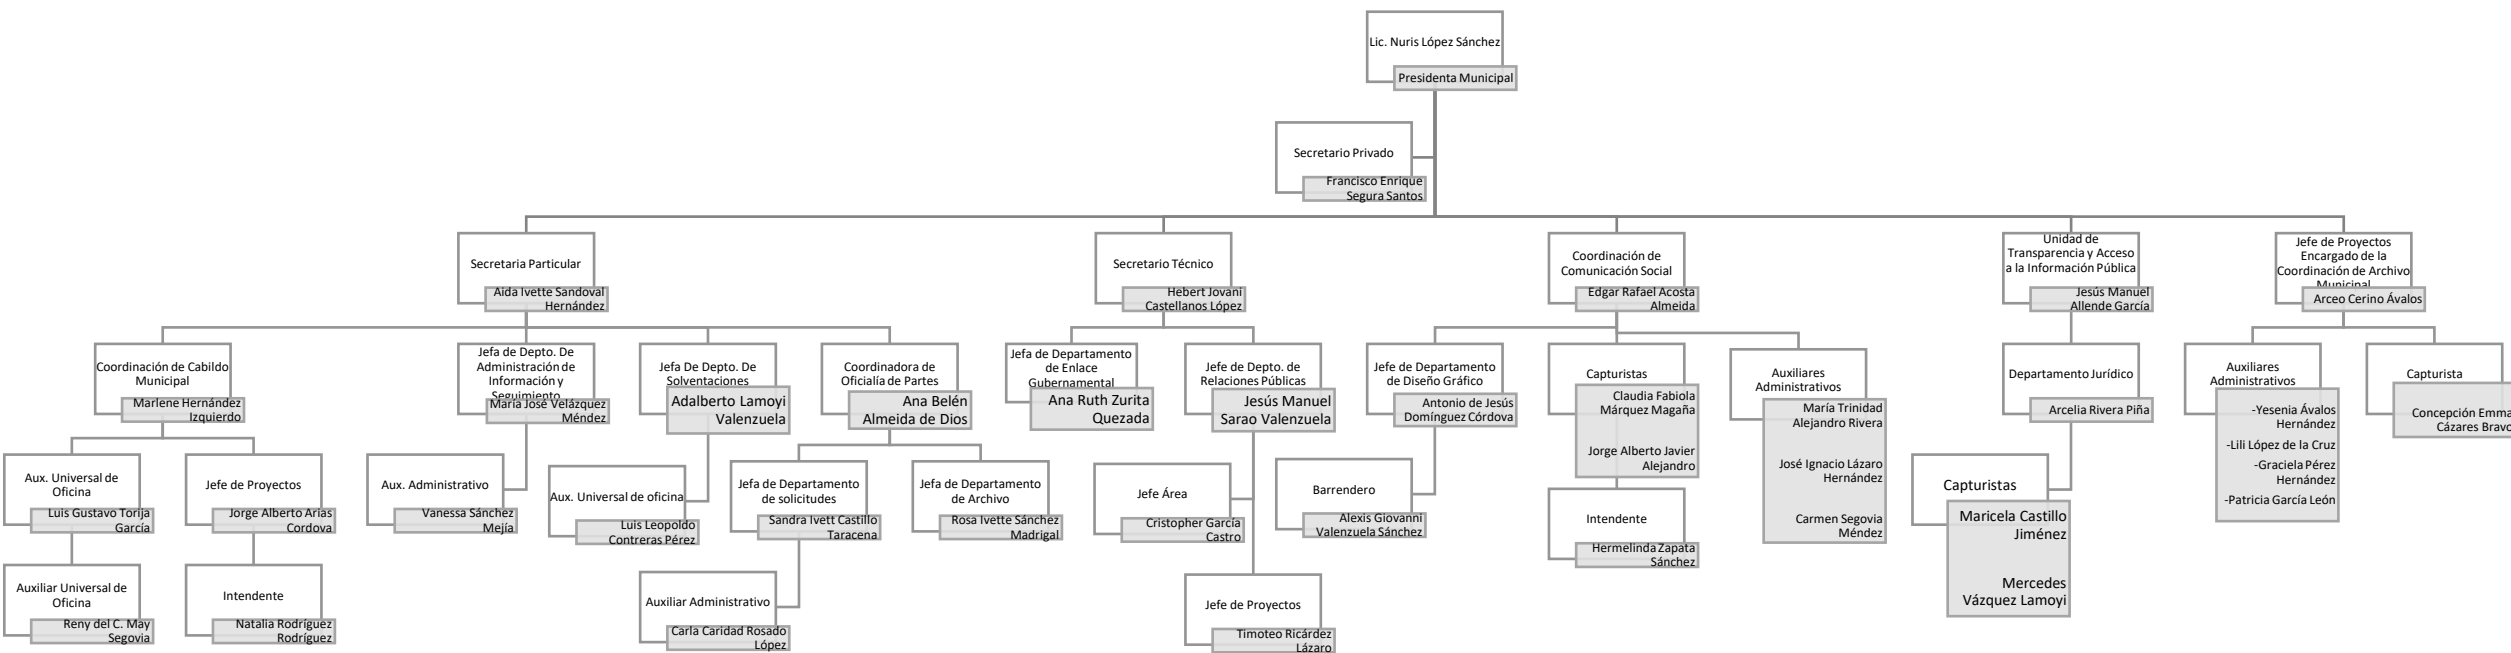 Lic. Nuris López Sánchez
Presidenta Municipal
Secretario Privado
Francisco Enrique
Segura Santos
Secretaria Particular
Aida Ivette Sandoval
Hernández
Secretario Técnico
Hebert Jovani
Castellanos López
Coordinación de
Comunicación Social
Edgar Rafael Acosta
Almeida
Unidad de
Transparencia y Acceso
a la Información Pública
Jesús Manuel
Allende García
Jefe de Proyectos
Encargado de la
Coordinación de Archivo
Municipal
Arceo Cerino Ávalos
Coordinación de Cabildo
Municipal
Marlene Hernández
Izquierdo
Jefa de Depto. De
Administración de
Información y
Seguimiento
María José Velázquez
Méndez
Jefa De Depto. De
Solventaciones
Adalberto Lamoyi
Valenzuela
Coordinadora de
Oficialía de Partes
Ana Belén
Almeida de Dios
Jefa de Departamento
de Enlace
Gubernamental
Ana Ruth Zurita
Quezada
Jefe de Depto. de
Relaciones Públicas
Jesús Manuel
Sarao Valenzuela
Jefe de Departamento
de Diseño Gráfico
Antonio de Jesús
Domínguez Córdova
Capturistas
Claudia Fabiola
Márquez Magaña
Jorge Alberto Javier
Alejandro
Auxiliares
Administrativos
María Trinidad
Alejandro Rivera
José Ignacio Lázaro
Hernández
Carmen Segovia
Méndez
Departamento Jurídico
Arcelia Rivera Piña
Auxiliares
Administrativos
-Yesenia Ávalos
Hernández
-Lili López de la Cruz
-Graciela Pérez
Hernández
-Patricia García León
Capturista
Concepción Emma
Cázares Bravo
Aux. Universal de
Oficina
Luis Gustavo Torija
García
Jefe de Proyectos
Jorge Alberto Arias
Cordova
Aux. Administrativo
Vanessa Sánchez
Mejía
Aux. Universal de oficina
Luis Leopoldo
Contreras Pérez
Jefa de Departamento
de solicitudes
Sandra Ivett Castillo
Taracena
Jefa de Departamento
de Archivo
Rosa Ivette Sánchez
Madrigal
Jefe Área
Cristopher García
Castro
Barrendero
Alexis Giovanni
Valenzuela Sánchez
Intendente
Hermelinda Zapata
Sánchez
Capturistas
Maricela Castillo
Jiménez
Mercedes
Vázquez Lamoyi
Auxiliar Universal de
Oficina
Reny del C. May
Segovia
Intendente
Natalia Rodríguez
Rodríguez
Auxiliar Administrativo
Carla Caridad Rosado
López
Jefe de Proyectos
Timoteo Ricárdez
Lázaro